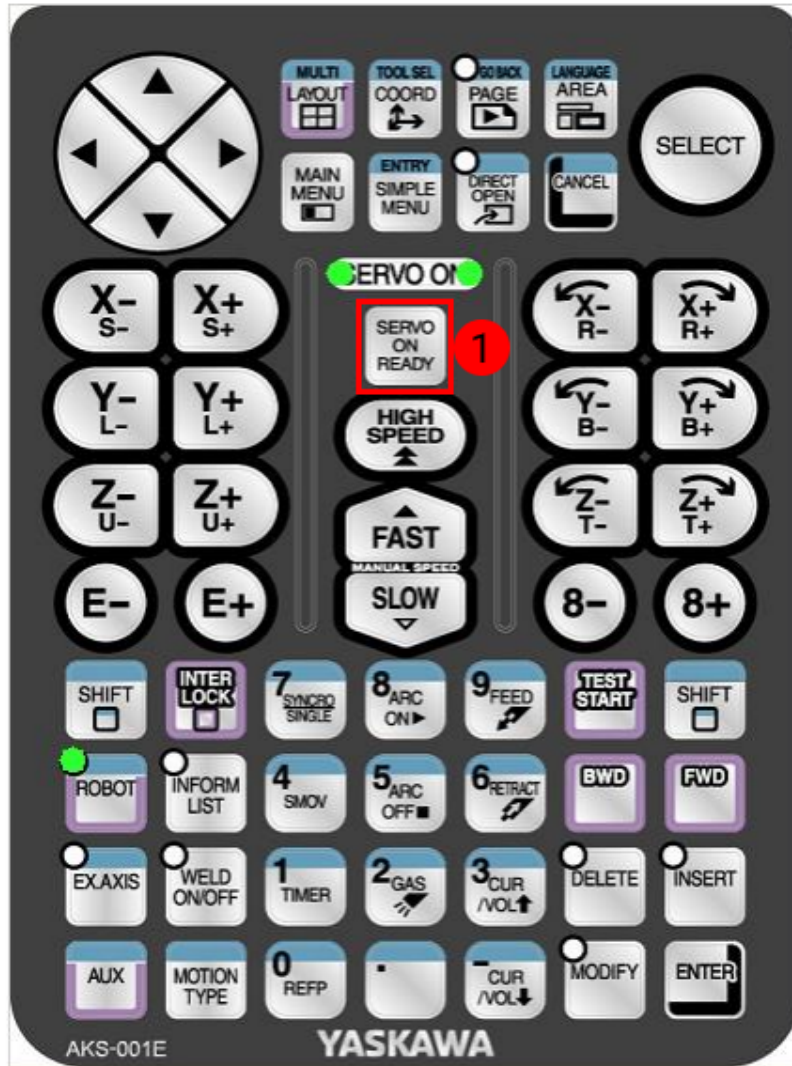 MULTI
LAYOUT
TOOL SEL
COORD
GO BACK
PAGE
LANGUAGE
AREA
SELECT
MAIN
MENU
ENTRY
SIMPLE
MENU
DIRECT
OPEN
CANCEL
SERVO ON
X-
S-
X+
S+
SERVO
ON
READY
1
X-
R-
X+
R+
Y-
L-
Y+
L+
HIGH
SPEED
Y-
B-
Y+
B+
Z-
U-
Z+
U+
FAST
MANUAL SPEED
SLOW
Z-
T-
Z+
T+
E-
E+
8-
8+
SHIFT
INTER
LOCK
7
SYNCRO
SINGLE
8
ARC
ON▶
9
FEED
TEST
START
SHIFT
ROBOT
INFORM
LIST
4
SMOV
5
ARC
OFF■
6
RETRACT
BWD
FWD
EX.AXIS
WELD
ON/OFF
1
TIMER
2
GAS
3
CUR
/VOL⬆
DELETE
INSERT
AUX
MOTION
TYPE
0
REFP
.
-
CUR
/VOL⬇
MODIFY
ENTER
AKS-001E
YASKAWA